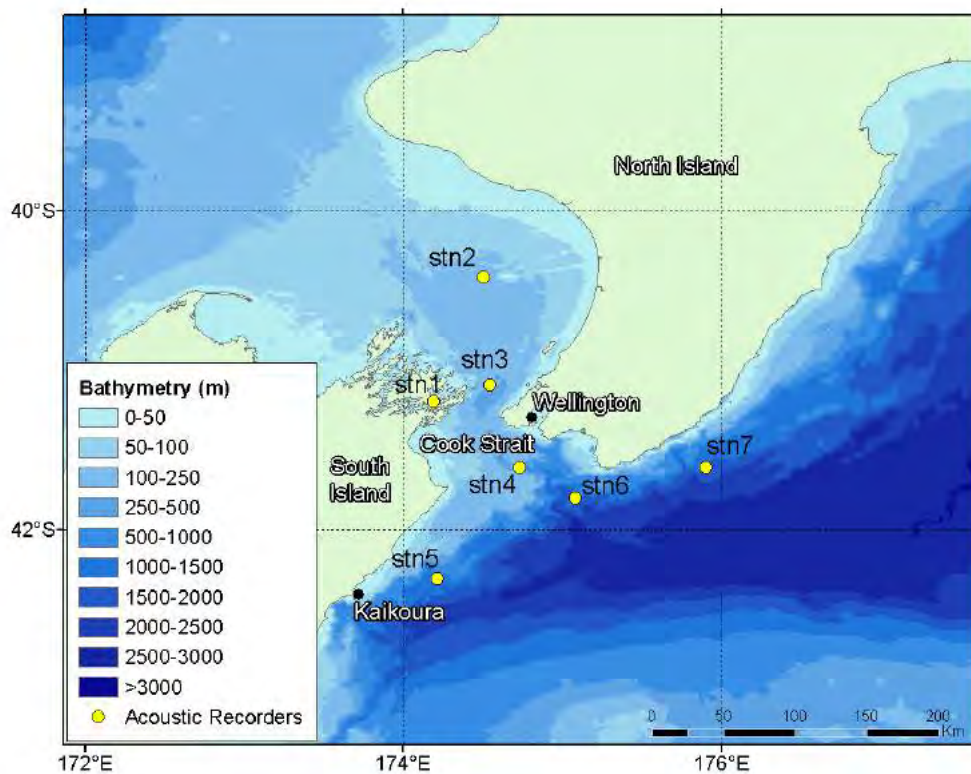 North Island
40°S
stn2
stn3
stn1
Wellington
Cook Strait
South
Island
stn4
stn6
stn7
42°S
stn5
Kaikoura
Bathymetry (m)
0-50
50-100
100-250
250-500
500-1000
1000-1500
1500-2000
2000-2500
2500-3000
>3000
Acoustic Recorders
0 50 100 150 200
Km
172°E 174°E 176°E